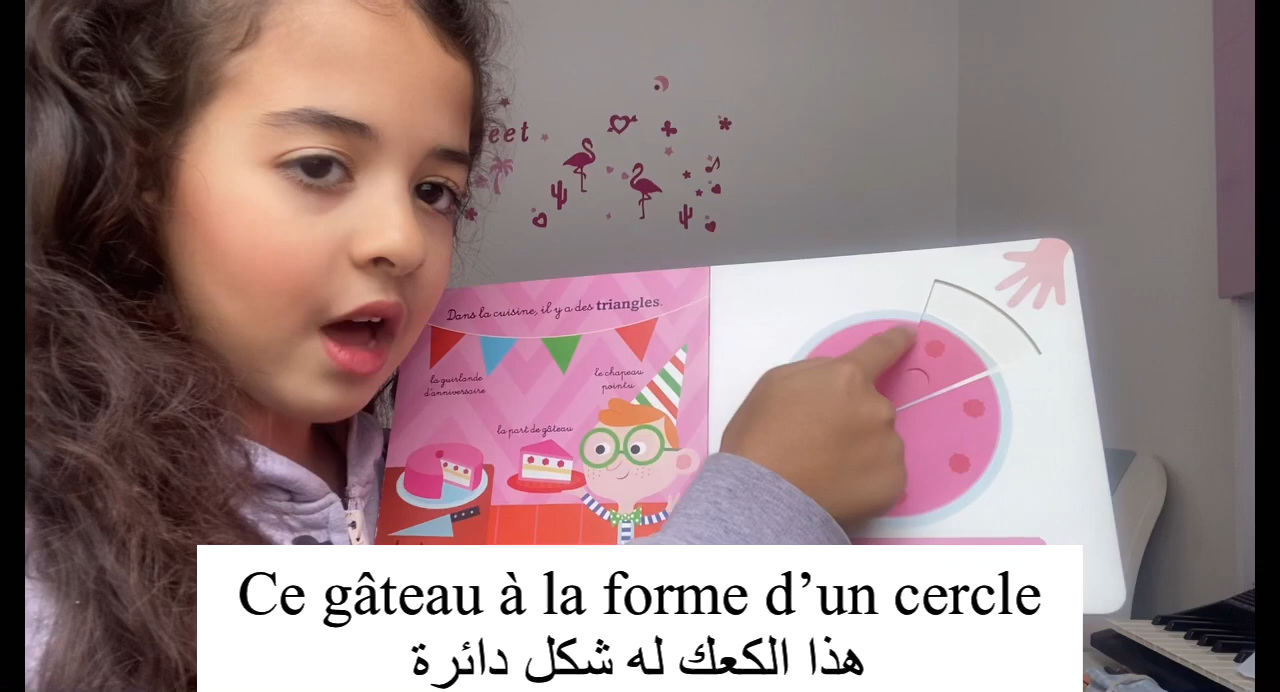 eet
Dans la cuisine, il y a des triangles.
la guirlande
d'anniversaire
le chapeau
pointu
la part de gâteau
Ce gâteau à la forme d’un cercle
هذا الكعك له شكل دائرة